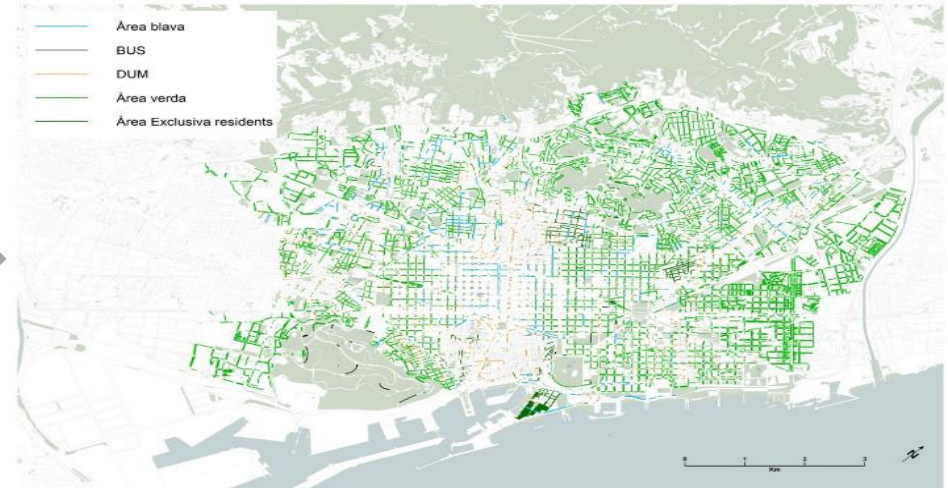 Àrea blava
BUS
DUM
Àrea verda
Àrea Exclusiva residents
0 1 2 3
Km
N